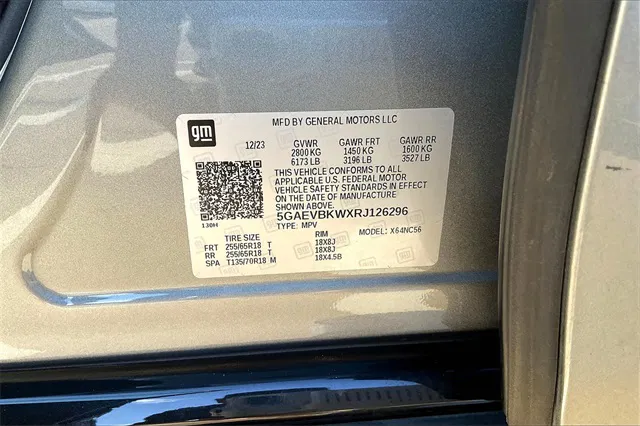 gm
MFD BY GENERAL MOTORS LLC
12/23 GVWR GAWR FRT GAWR RR
2800 KG 1450 KG 1600 KG
6173 LB 3196 LB 3527 LB
THIS VEHICLE CONFORMS TO ALL
APPLICABLE U.S. FEDERAL MOTOR
VEHICLE SAFETY STANDARDS IN EFFECT
ON THE DATE OF MANUFACTURE
SHOWN ABOVE.
5GAEVBKWXRJ126296
TYPE: MPV MODEL: X64NC56
TIRE SIZE RIM
FRT 255/65R18 T 18X8J
RR 255/65R18 T 18X8J
SPA T135/70R18 M 18X4.5B